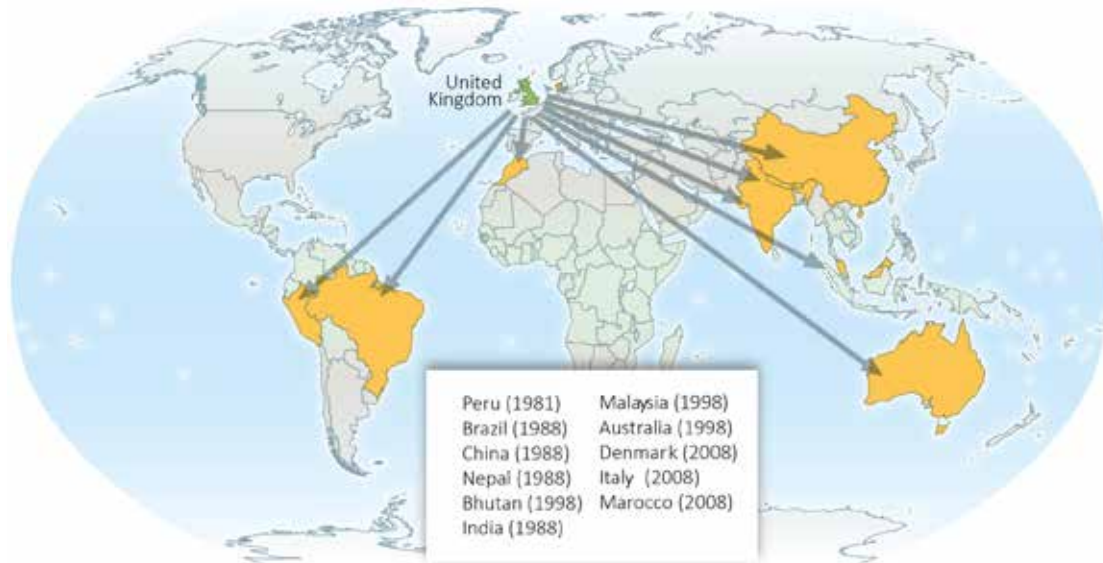 United
Kingdom
Peru (1981)
Brazil (1988)
China (1988)
Nepal (1988)
Bhutan (1998)
India (1988)
Malaysia (1998)
Australia (1998)
Denmark (2008)
Italy (2008)
Marocco (2008)